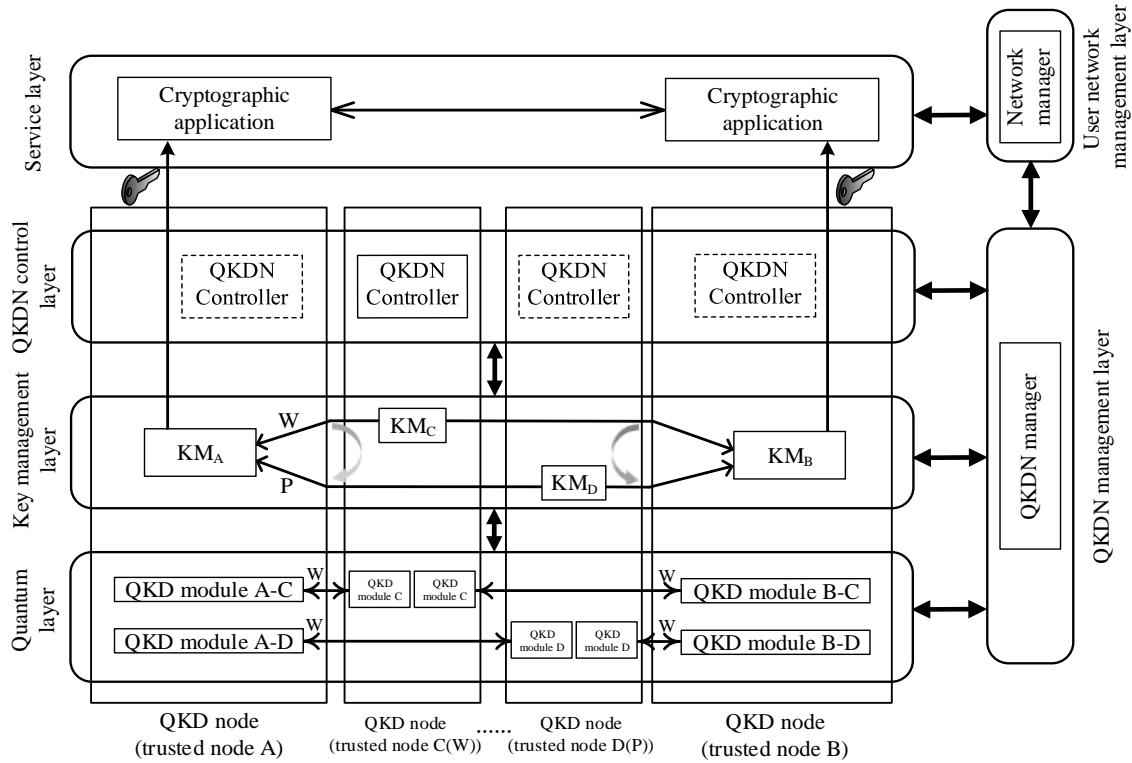 Service layer
Cryptographic
application
Cryptographic
application
Network
manager
User network
management layer
QKDN control
layer
QKDN
Controller
QKDN
Controller
QKDN
Controller
QKDN
Controller
Key management
layer
W
P
KMA
KMC
KMD
KMB
QKDN manager
QKDN management layer
Quantum
layer
QKD module A-C
W
QKD
module C
QKD
module C
W
QKD module B-C
QKD module A-D
W
QKD
module D
QKD
module D
W
QKD module B-D
QKD node
(trusted node A)
QKD node
(trusted node C(W))
......
QKD node
(trusted node D(P))
QKD node
(trusted node B)